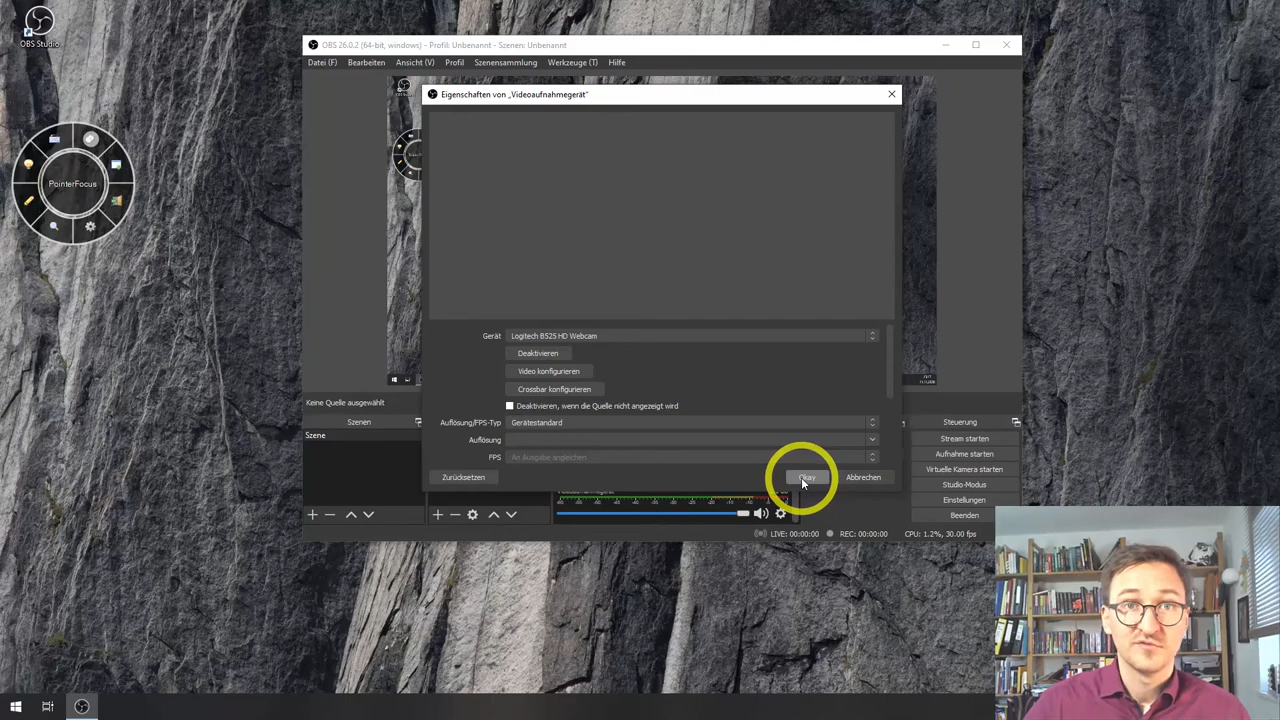 OBS Studio
OBS 26.0.2 (64-bit, windows) - Profil: Unbenannt - Szenen: Unbenannt
Datei (F) Bearbeiten Ansicht (V) Profil Szenensammlung Werkzeuge (T) Hilfe
Eigenschaften von „Videoaufnahmegerät"
PointerFocus
Gerät Logitech B525 HD Webcam
Deaktivieren
Video konfigurieren
Crossbar konfigurieren
Deaktivieren, wenn die Quelle nicht angezeigt wird
Auflösung/FPS-Typ Gerätestandard
Auflösung
FPS An Ausgabe angleichen
Zurücksetzen Okay Abbrechen
Keine Quelle ausgewählt
Szenen
Szene
Steuerung
Stream starten
Aufnahme starten
Virtuelle Kamera starten
Studio-Modus
Einstellungen
Beenden
LIVE: 00:00:00 REC: 00:00:00 CPU: 1.2%, 30.00 fps